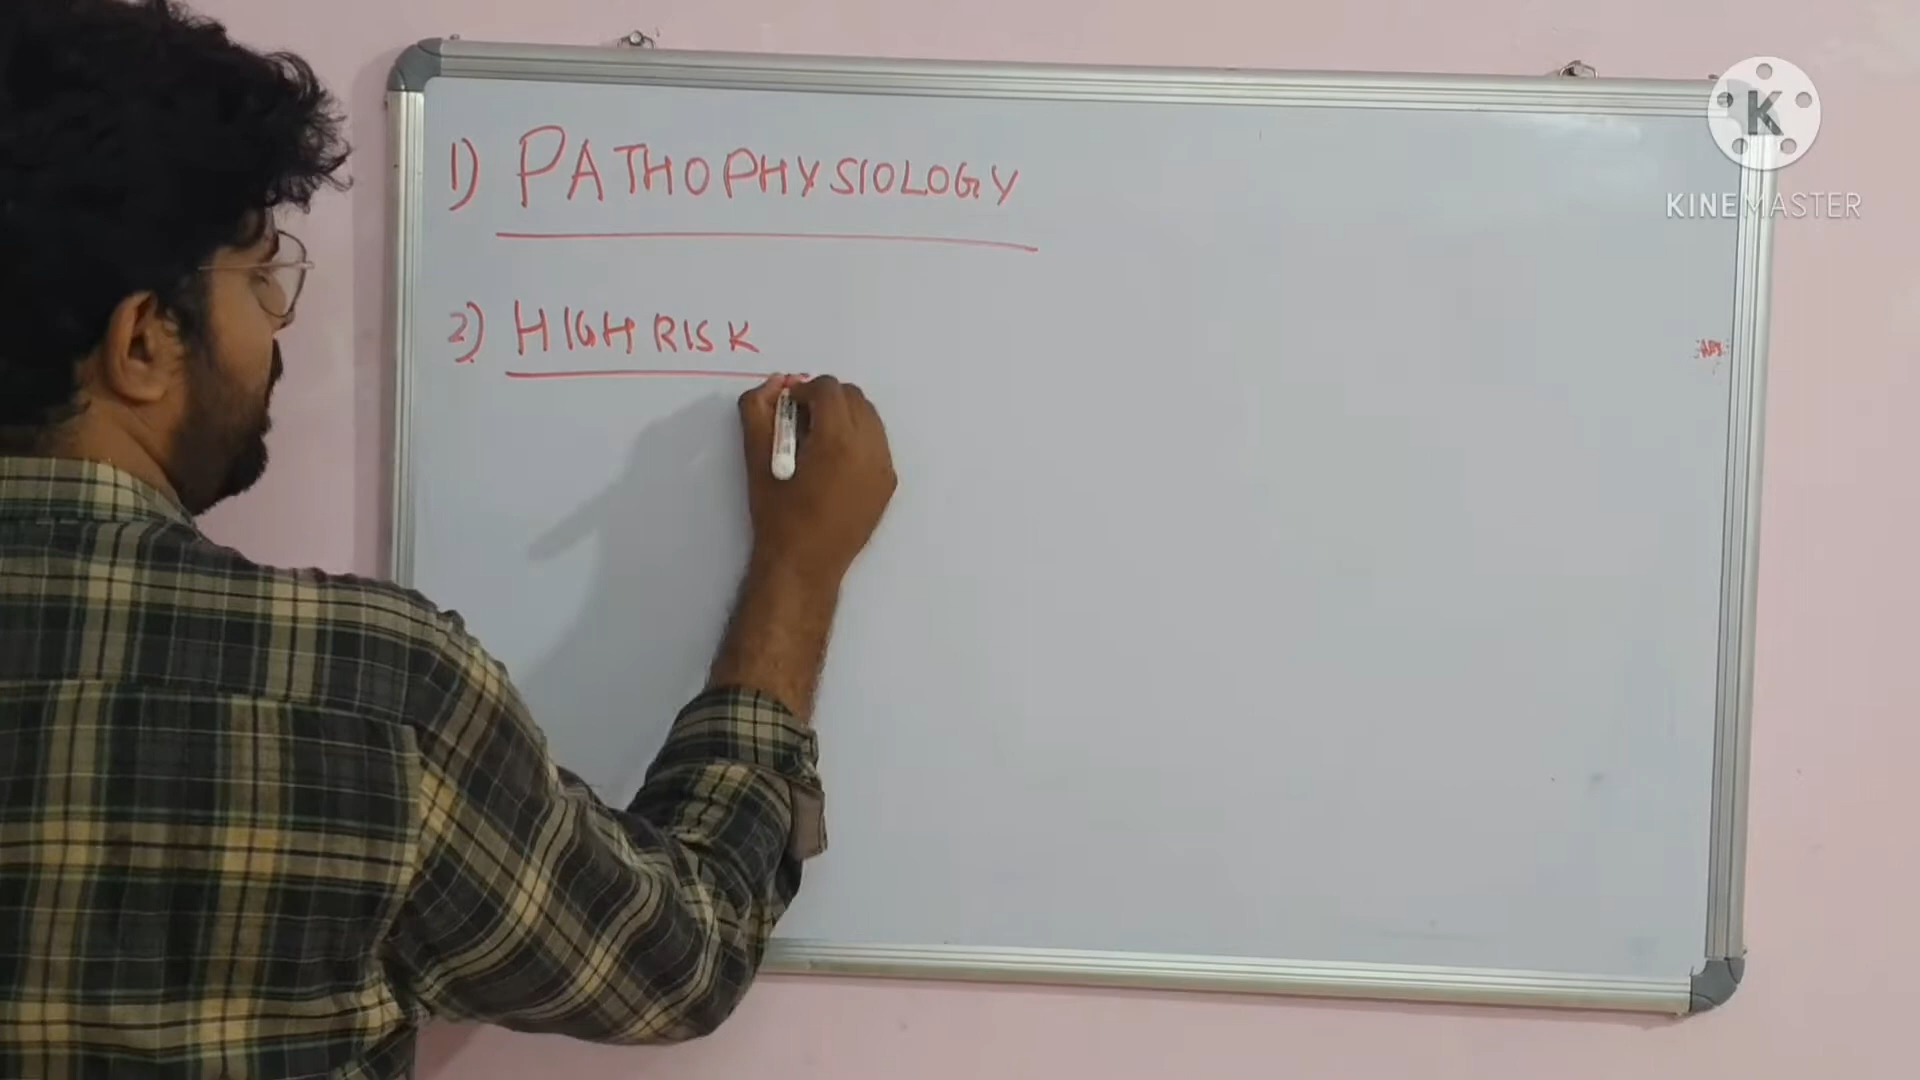 1) PATHOPHYSIOLOGY
2) HIGH RISK
K
KINEMASTER